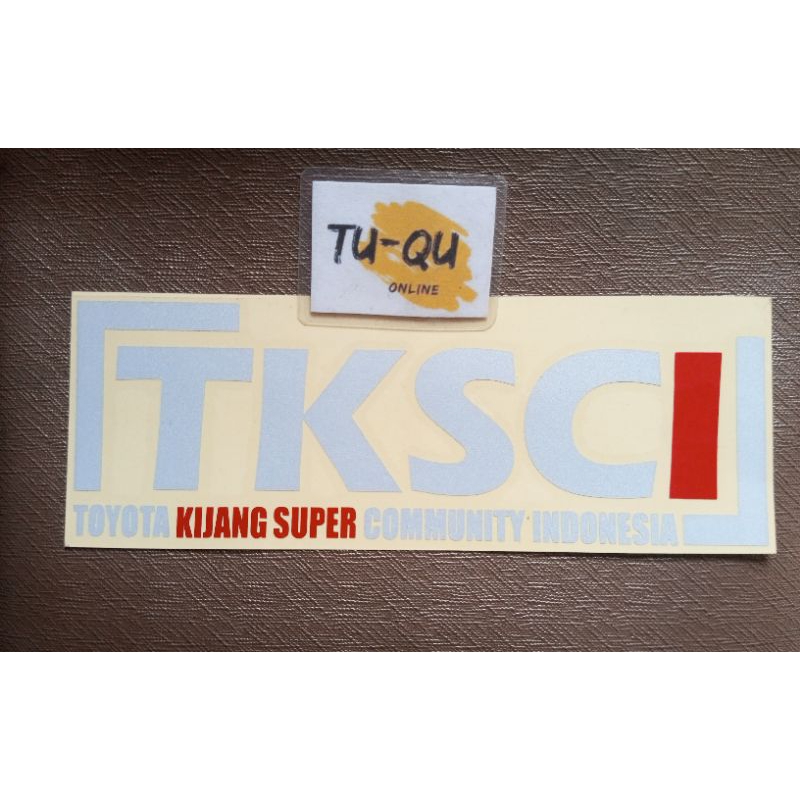 TU-QU
ONLINE
TKSCI
TOYOTA KIJANG SUPER COMMUNITY INDONESIA